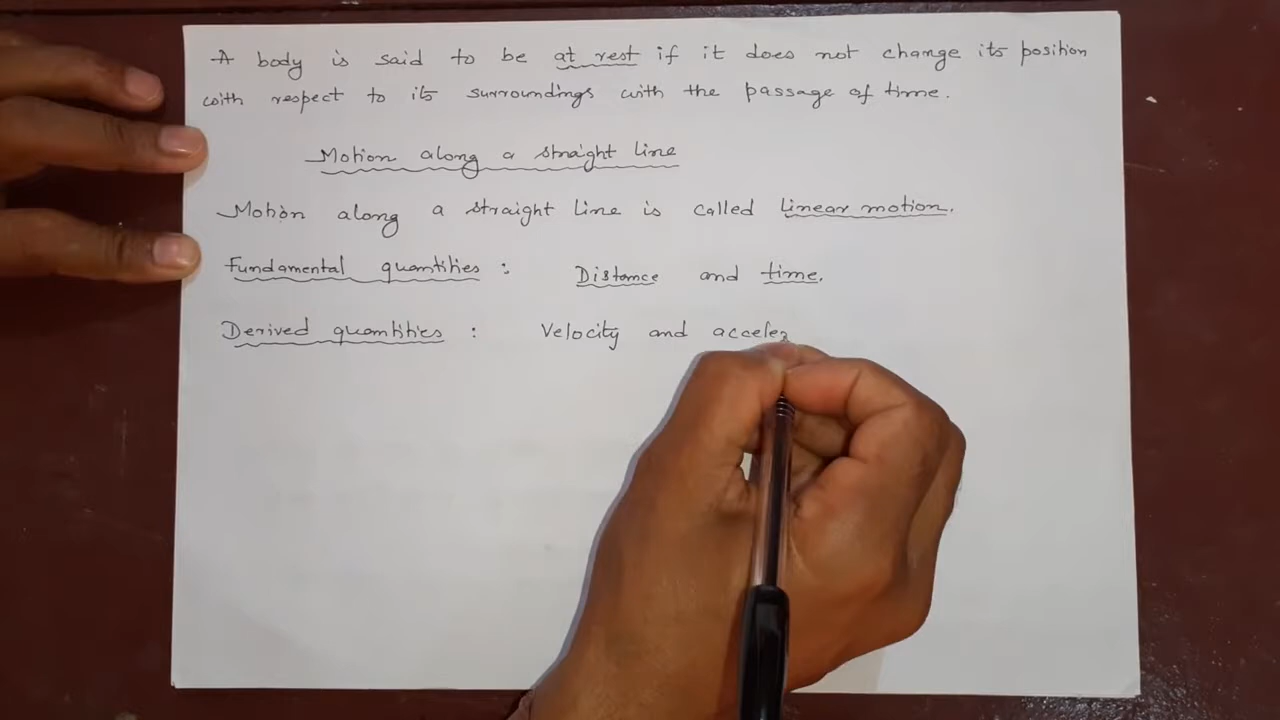 A body is said to be at rest if it does not change its position
with respect to its surroundings with the passage of time.
Motion along a straight line
Motion along a straight line is called linear motion.
Fundamental quantities : Distance and time.
Derived quantities : Velocity and acceler